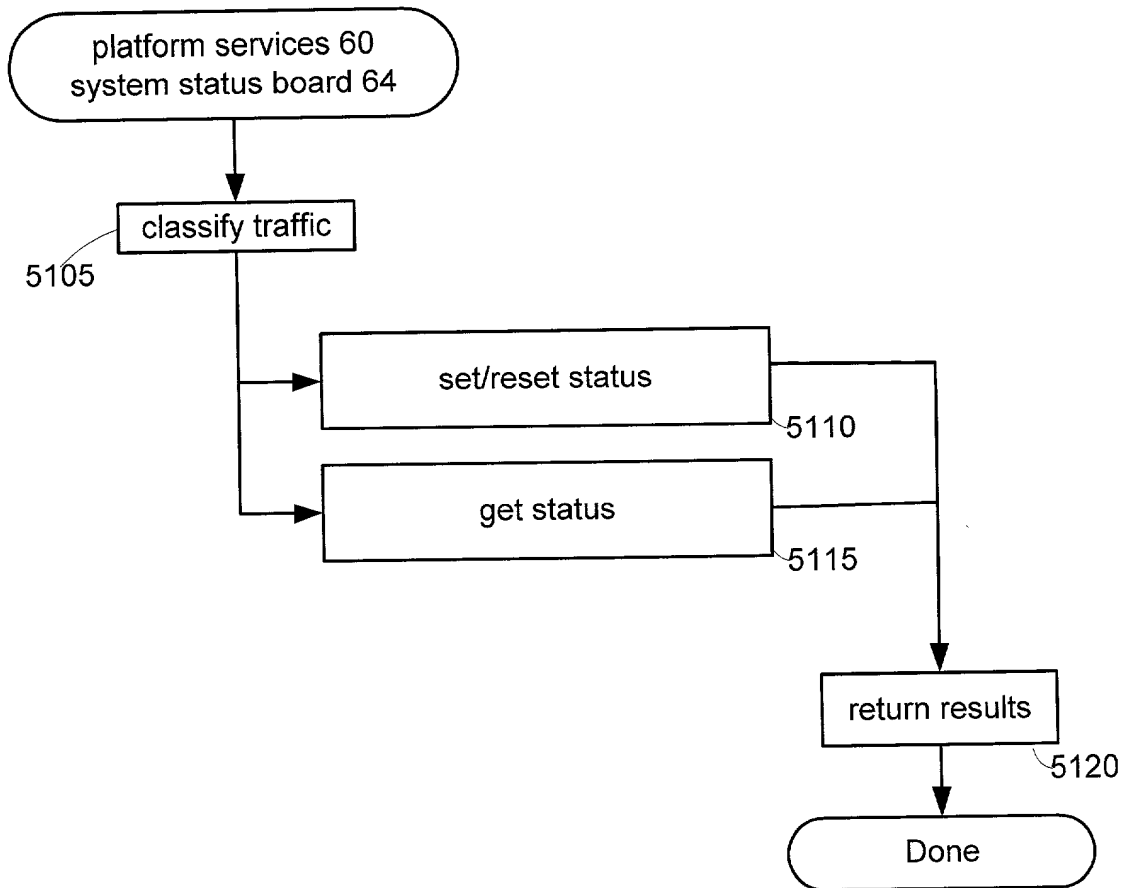 platform services 60
system status board 64
classify traffic
5105
set/reset status
5110
get status
5115
return results
5120
Done